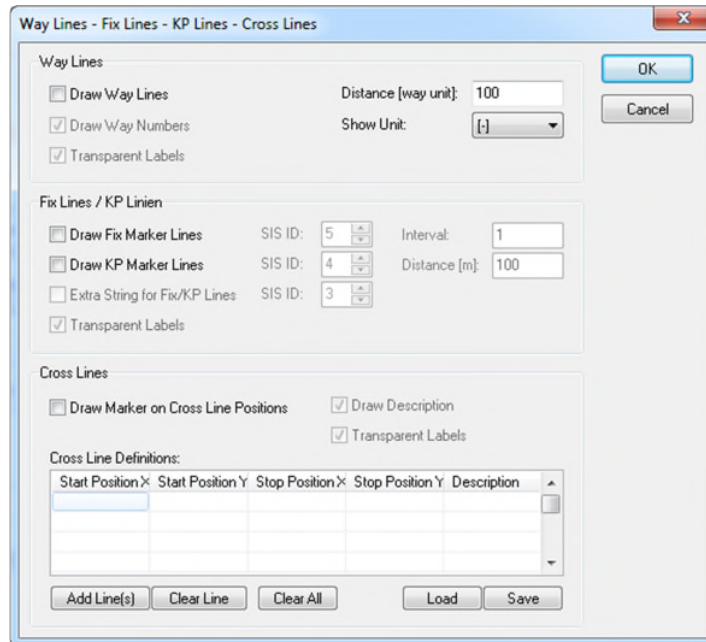 Way Lines - Fix Lines - KP Lines - Cross Lines
Way Lines
Draw Way Lines
Distance [way unit]: 100
Draw Way Numbers
Show Unit: [-]
Transparent Labels
OK
Cancel
Fix Lines / KP Linien
Draw Fix Marker Lines SIS ID: 5 Interval: 1
Draw KP Marker Lines SIS ID: 4 Distance [m]: 100
Extra String for Fix/KP Lines SIS ID: 3
Transparent Labels
Cross Lines
Draw Marker on Cross Line Positions
Draw Description
Transparent Labels
Cross Line Definitions:
Start Position X Start Position Y Stop Position X Stop Position Y Description
Add Line(s) Clear Line Clear All Load Save